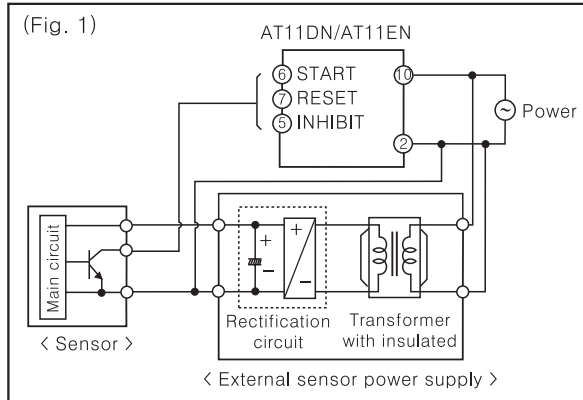 (Fig. 1)
AT11DN/AT11EN
6 START
10
7 RESET
5 INHIBIT
2
Power
Main circuit
+
−
+
−
Rectification
circuit
Transformer
with insulated
< Sensor >
< External sensor power supply >